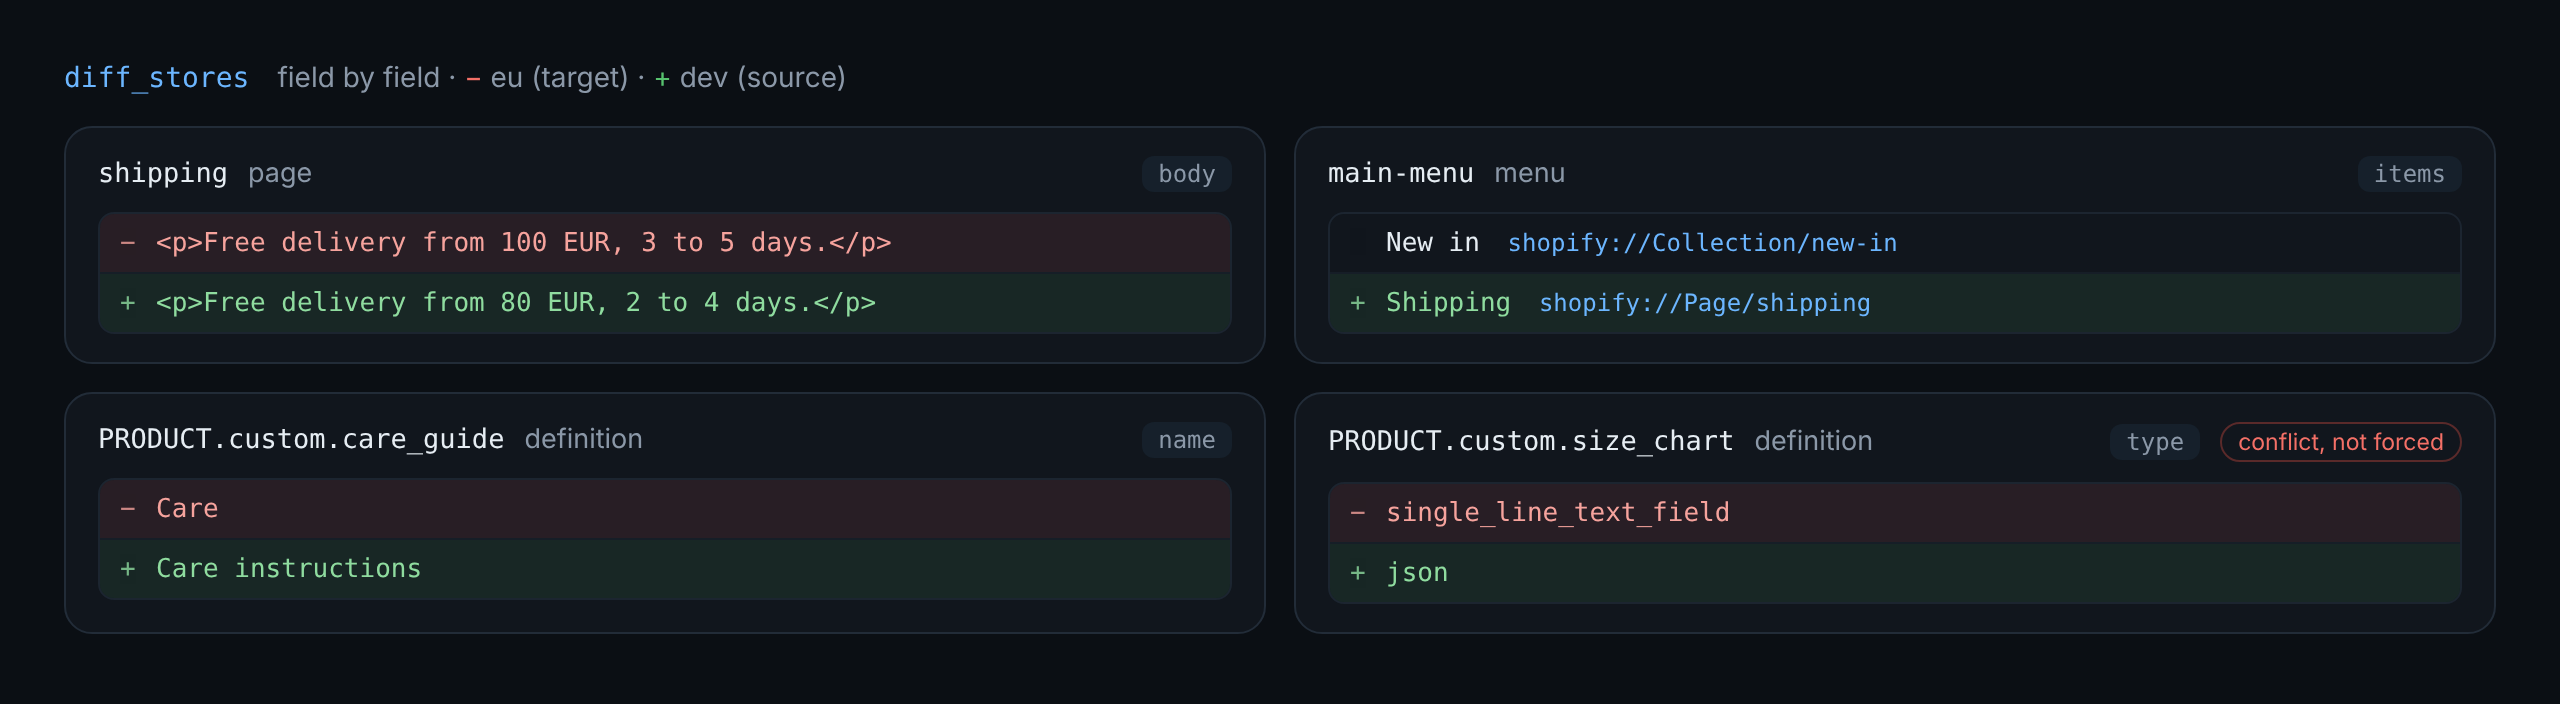 diff_stores field by field · − eu (target) · + dev (source)
shipping page body
− <p>Free delivery from 100 EUR, 3 to 5 days.</p>
+ <p>Free delivery from 80 EUR, 2 to 4 days.</p>
main-menu menu items
New in shopify://Collection/new-in
+ Shipping shopify://Page/shipping
PRODUCT.custom.care_guide definition name
− Care
+ Care instructions
PRODUCT.custom.size_chart definition type conflict, not forced
− single_line_text_field
+ json